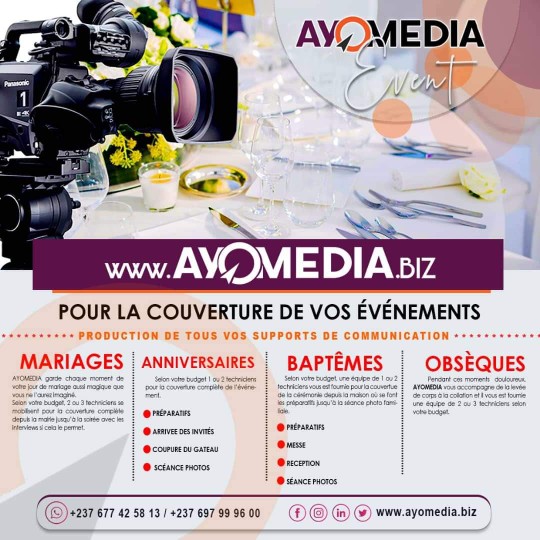 AYOMEDIA
Event
Panasonic
1
www.AYOMEDIA.BIZ
POUR LA COUVERTURE DE VOS ÉVÉNEMENTS
PRODUCTION DE TOUS VOS SUPPORTS DE COMMUNICATION
MARIAGES
AYOMEDIA garde chaque moment de
votre jour de mariage aussi magique que
vous ne l'aurez imaginé.
Selon votre budget, 2 ou 3 techniciens se
mobilisent pour la couverture complète
depuis la mairie jusqu'à la soirée avec les
interviews si cela le permet.
ANNIVERSAIRES
Selon votre budget 1 ou 2 techniciens
pour la couverture complète de l'événe-
ment.
PRÉPARATIFS
ARRIVEE DES INVITÉS
COUPURE DU GATEAU
SCÉANCE PHOTOS
BAPTÊMES
Selon votre budget, une équipe de 1 ou 2
techniciens vous est fournie pour la couverture
de la cérémonie depuis la maison où se font
les préparatifs jusqu'à la séance photo fami-
liale.
PRÉPARATIFS
MESSE
RECEPTION
SÉANCE PHOTOS
OBSÈQUES
Pendant ces moments douloureux,
AYOMEDIA vous accompagne de la levée
de corps à la collation et il vous est fournie
une équipe de 2 ou 3 techniciens selon
votre budget.
+237 677 42 58 13 / +237 697 99 96 00
www.ayomedia.biz